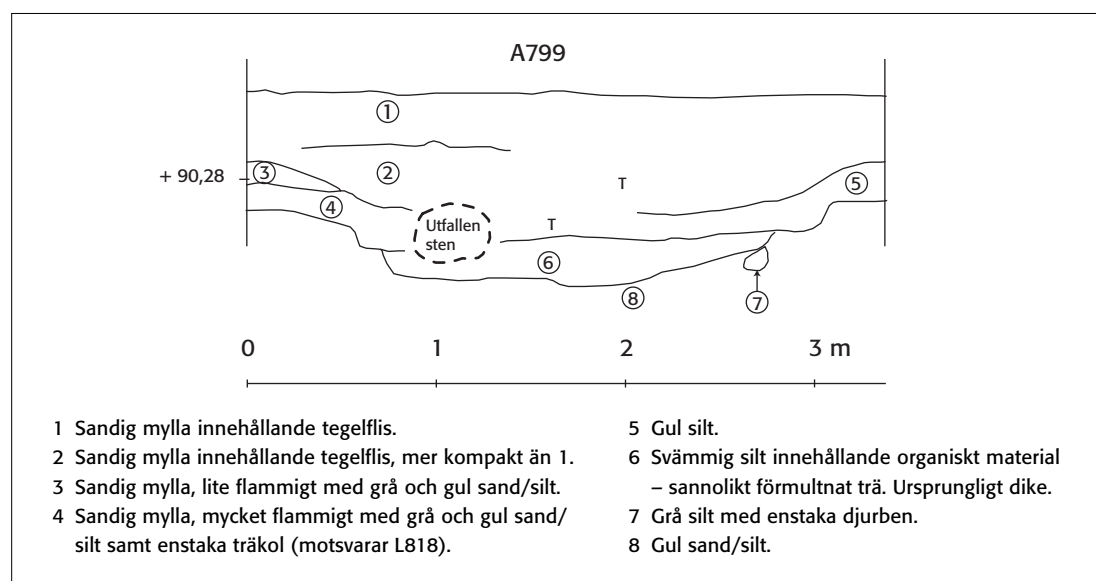 A799
1
2
3
+ 90,28
4
5
T
T
Utfallen
sten
6
7
8
0 1 2 3 m
1 Sandig mylla innehållande tegelflis.
2 Sandig mylla innehållande tegelflis, mer kompakt än 1.
3 Sandig mylla, lite flammigt med grå och gul sand/silt.
4 Sandig mylla, mycket flammigt med grå och gul sand/
silt samt enstaka träkol (motsvarar L818).
5 Gul silt.
6 Svämmig silt innehållande organiskt material
– sannolikt förmultnat trä. Ursprungligt dike.
7 Grå silt med enstaka djurben.
8 Gul sand/silt.